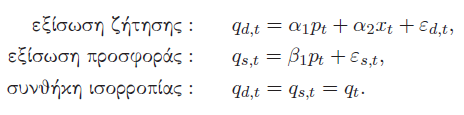 εξίσωση ζήτησης : q_{d,t} = α_1 p_t + α_2 x_t + ε_{d,t},
εξίσωση προσφοράς : q_{s,t} = β_1 p_t + ε_{s,t},
συνθήκη ισορροπίας : q_{d,t} = q_{s,t} = q_t.